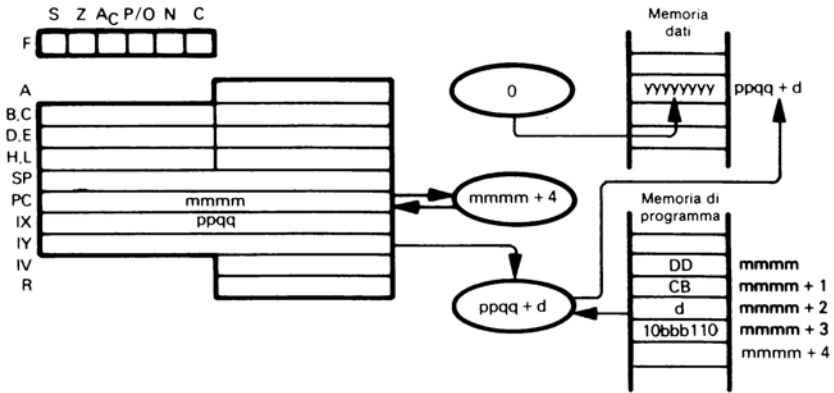 S Z AC P/O N C
F
A
B,C
D,E
H,L
SP
PC mmmm
IX ppqq
IY
IV
R
0
mmmm + 4
ppqq + d
Memoria
dati
yyyyyyyy ppqq + d
Memoria di
programma
DD mmmm
CB mmmm + 1
d mmmm + 2
10bbb110 mmmm + 3
mmmm + 4